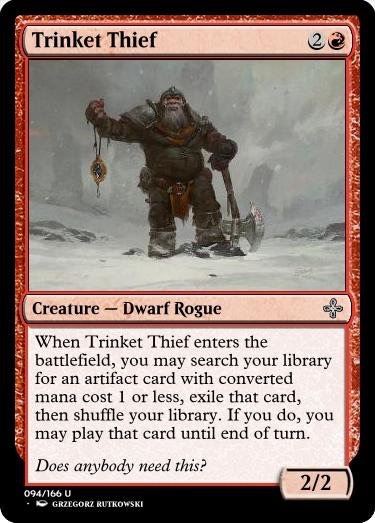 Trinket Thief 2
Creature — Dwarf Rogue
When Trinket Thief enters the
battlefield, you may search your library
for an artifact card with converted
mana cost 1 or less, exile that card,
then shuffle your library. If you do, you
may play that card until end of turn.
Does anybody need this?
2/2
094/166 U
GRZEGORZ RUTKOWSKI